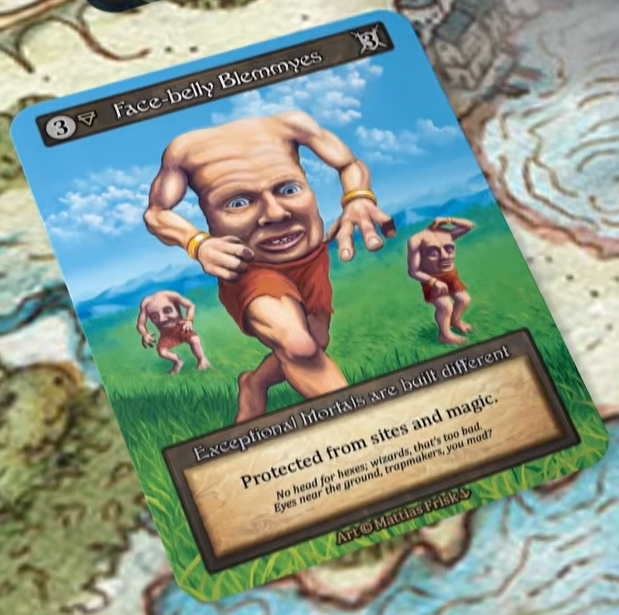 3 Face-belly Blemmyes 3
Exceptional Mortals are built different
Protected from sites and magic.
No head for hexes; wizards, that's too bad.
Eyes near the ground, trapmakers, you mad?
Art © Mattias Frisk